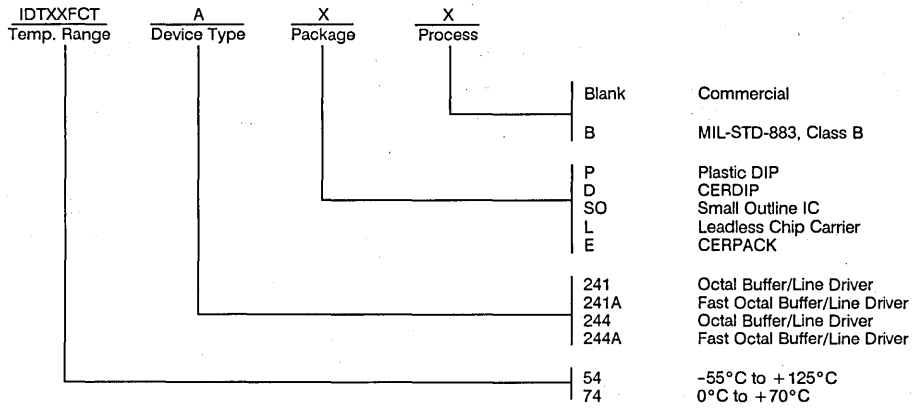 IDTXXFCT A X X
Temp. Range Device Type Package Process
Blank Commercial
B MIL-STD-883, Class B
P Plastic DIP
D CERDIP
SO Small Outline IC
L Leadless Chip Carrier
E CERPACK
241 Octal Buffer/Line Driver
241A Fast Octal Buffer/Line Driver
244 Octal Buffer/Line Driver
244A Fast Octal Buffer/Line Driver
54 –55°C to +125°C
74 0°C to +70°C